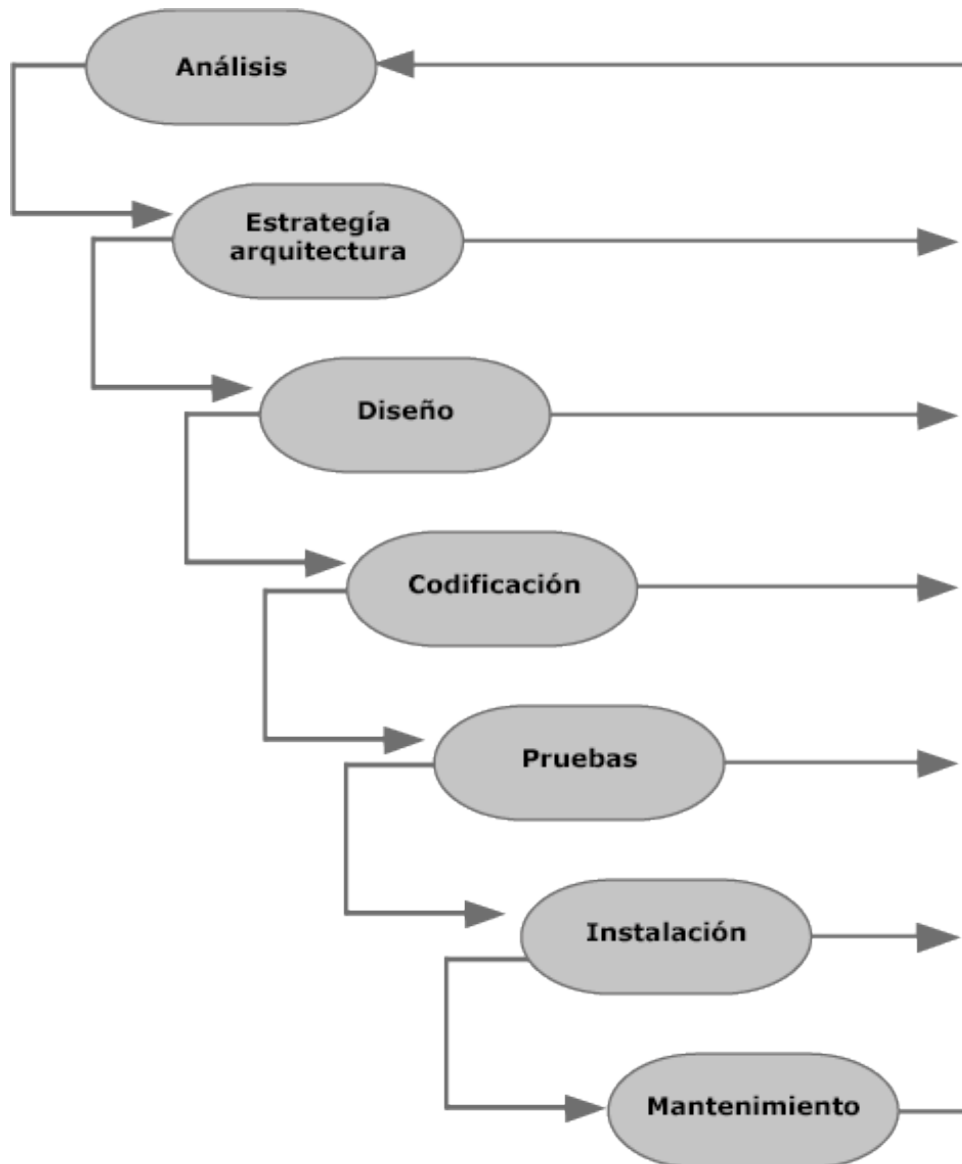 Análisis
Estrategía
arquitectura
Diseño
Codificación
Pruebas
Instalación
Mantenimiento